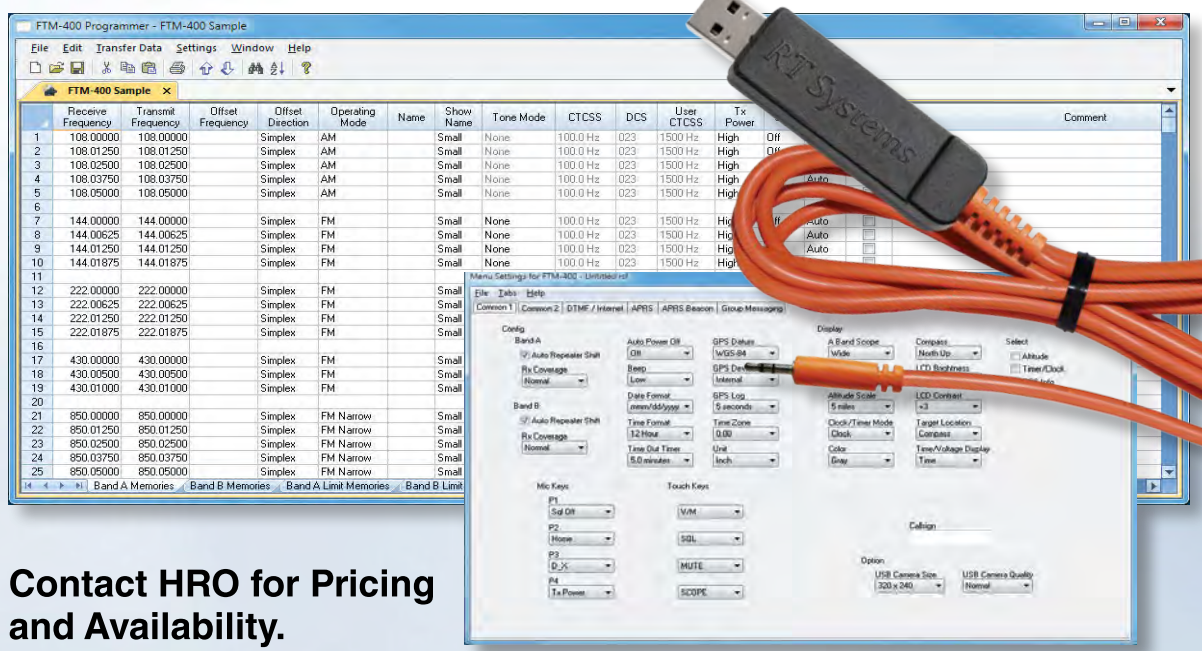 FTM-400 Programmer - FTM-400 Sample
File Edit Transfer Data Settings Window Help
FTM-400 Sample ×
Receive Frequency Transmit Frequency Offset Frequency Offset Direction Operating Mode Name Show Name Tone Mode CTCSS DCS User CTCSS Tx Power Comment
1 108.00000 108.00000 Simplex AM Small None 100.0 Hz 023 1500 Hz High Off
2 108.01250 108.01250 Simplex AM Small None 100.0 Hz 023 1500 Hz High Off
3 108.02500 108.02500 Simplex AM Small None 100.0 Hz 023 1500 Hz High
4 108.03750 108.03750 Simplex AM Small None 100.0 Hz 023 1500 Hz High Auto
5 108.05000 108.05000 Simplex AM Small None 100.0 Hz 023 1500 Hz High
6
7 144.00000 144.00000 Simplex FM Small None 100.0 Hz 023 1500 Hz Auto
8 144.00625 144.00625 Simplex FM Small None 100.0 Hz 023 1500 Hz Auto
9 144.01250 144.01250 Simplex FM Small None 100.0 Hz 023 1500 Hz Auto
10 144.01875 144.01875 Simplex FM Small None 100.0 Hz 023 1500 Hz
11
12 222.00000 222.00000 Simplex FM Small
13 222.00625 222.00625 Simplex FM Small
14 222.01250 222.01250 Simplex FM Small
15 222.01875 222.01875 Simplex FM Small
16
17 430.00000 430.00000 Simplex FM Small
18 430.00500 430.00500 Simplex FM Small
19 430.01000 430.01000 Simplex FM Small
20
21 850.00000 850.00000 Simplex FM Narrow Small
22 850.01250 850.01250 Simplex FM Narrow Small
23 850.02500 850.02500 Simplex FM Narrow Small
24 850.03750 850.03750 Simplex FM Narrow Small
25 850.05000 850.05000 Simplex FM Narrow Small
Band A Memories Band B Memories Band A Limit Memories Band B Limit
RT Systems
Menu Settings for FTM-400 - Untitled.rsf
File Tabs Help
Common 1 Common 2 DTMF / Internet APRS APRS Beacon Group Messaging
Config Display
Band A Auto Power Off GPS Datum A Band Scope Compass Select
Auto Repeater Shift Off WGS-84 Wide North Up Altitude
Rx Coverage Beep GPS LCD Brightness Timer/Clock
Normal Low Internal
Date Format GPS Log Altitude Scale LCD Contrast
Band B mmm/dd/yyyy 5 seconds 5 miles +3
Auto Repeater Shift Time Format Time Zone Clock/Timer Mode Target Location
Rx Coverage 12 Hour 0.00 Clock Compass
Normal Time Out Timer Unit Color Time/Voltage Display
5.0 minutes Inch Gray Time
Mic Keys Touch Keys
P1
Sql Off V/M
P2
Home SQL
P3
D_X MUTE
P4
Tx Power SCOPE
Callsign
Option
USB Camera Size USB Camera Quality
320 x 240 Normal
Contact HRO for Pricing
and Availability.